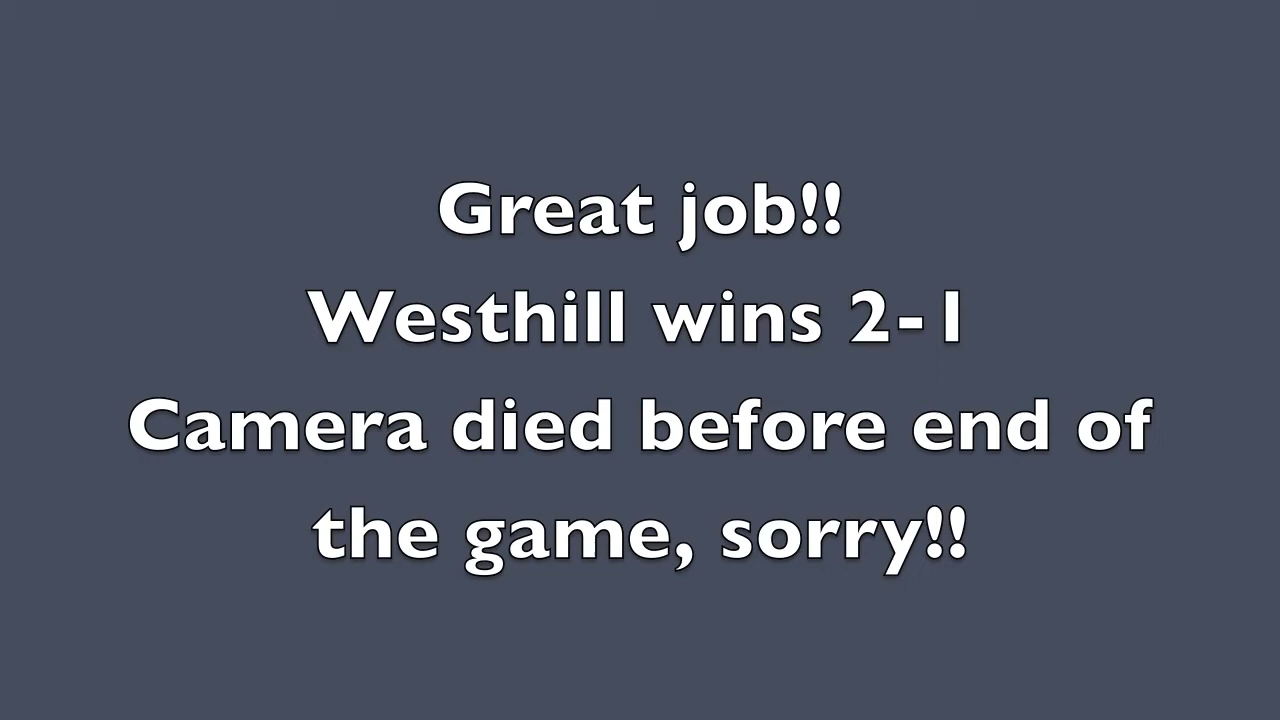 Great job!!
Westhill wins 2-1
Camera died before end of
the game, sorry!!